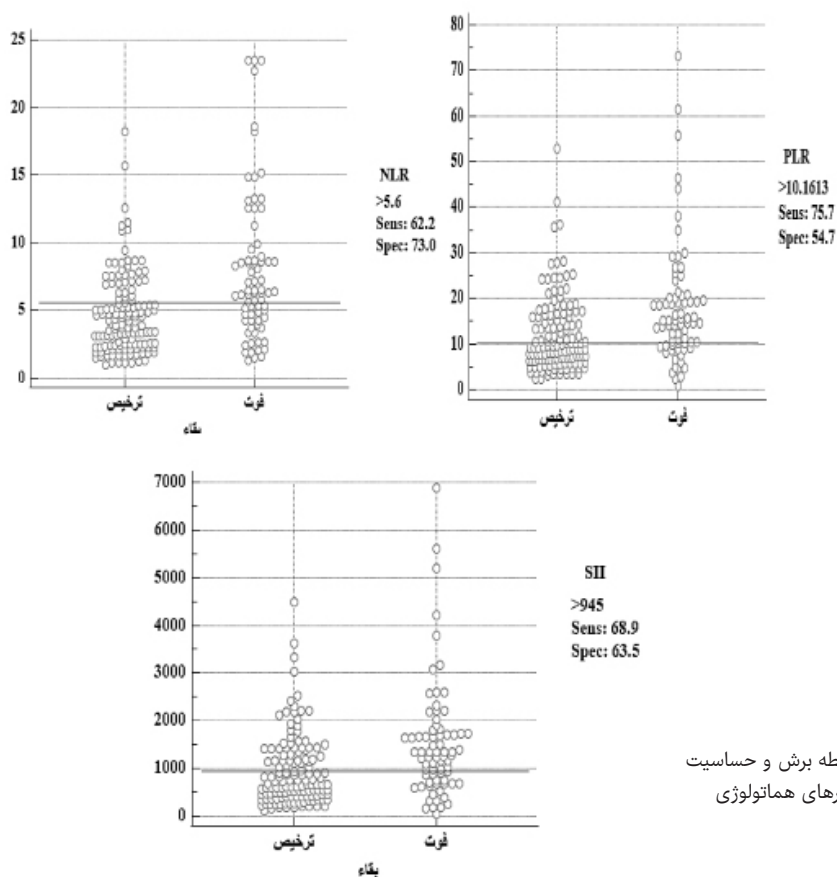 25
20
15
10
5
0
ترخیص
فوت
بقاء
NLR
>5.6
Sens: 62.2
Spec: 73.0
80
70
60
50
40
30
20
10
0
ترخیص
فوت
PLR
>10.1613
Sens: 75.7
Spec: 54.7
7000
6000
5000
4000
3000
2000
1000
0
ترخیص
فوت
بقاء
SII
>945
Sens: 68.9
Spec: 63.5
طه برش و حساسیت
رهای هماتولوژی